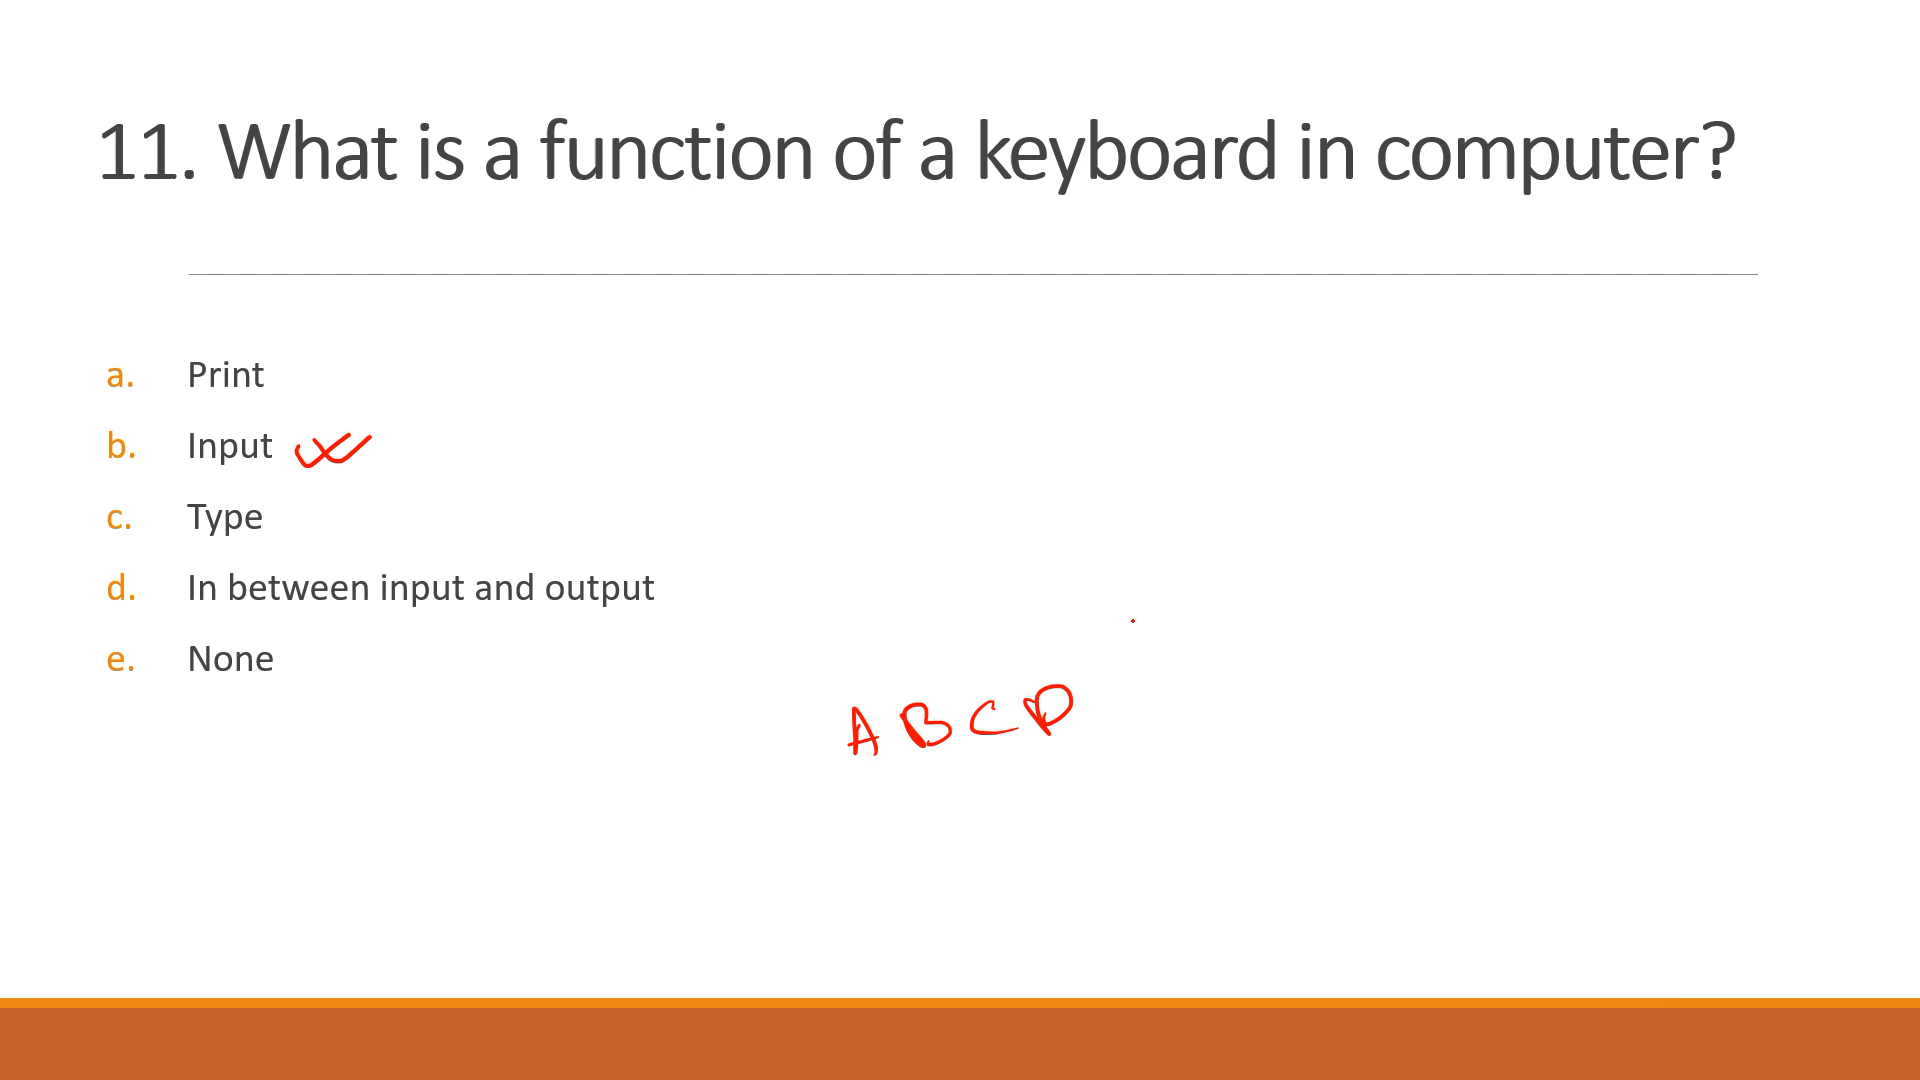 11. What is a function of a keyboard in computer?
a. Print
b. Input
c. Type
d. In between input and output
e. None
A B C D